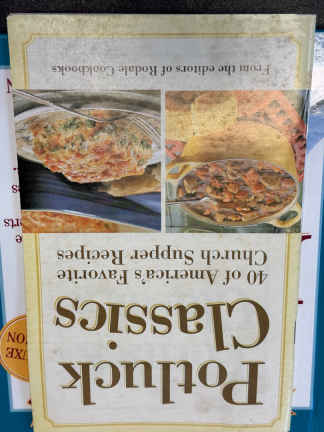 Potluck
Classics
40 of America's Favorite
Church Supper Recipes
From the editors of Rodale Cookbooks